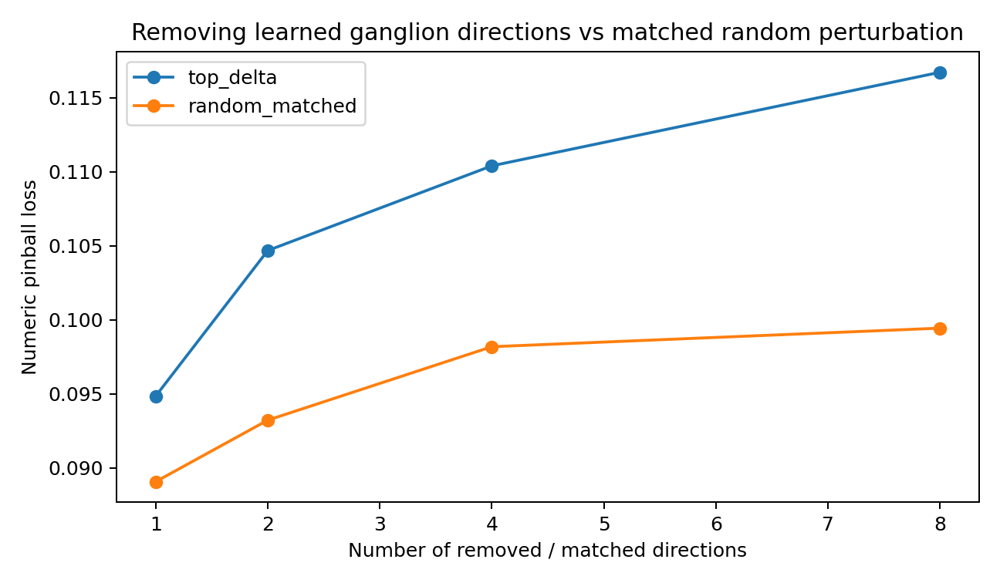 Removing learned ganglion directions vs matched random perturbation
top_delta
random_matched
Numeric pinball loss
0.115
0.110
0.105
0.100
0.095
0.090
1 2 3 4 5 6 7 8
Number of removed / matched directions